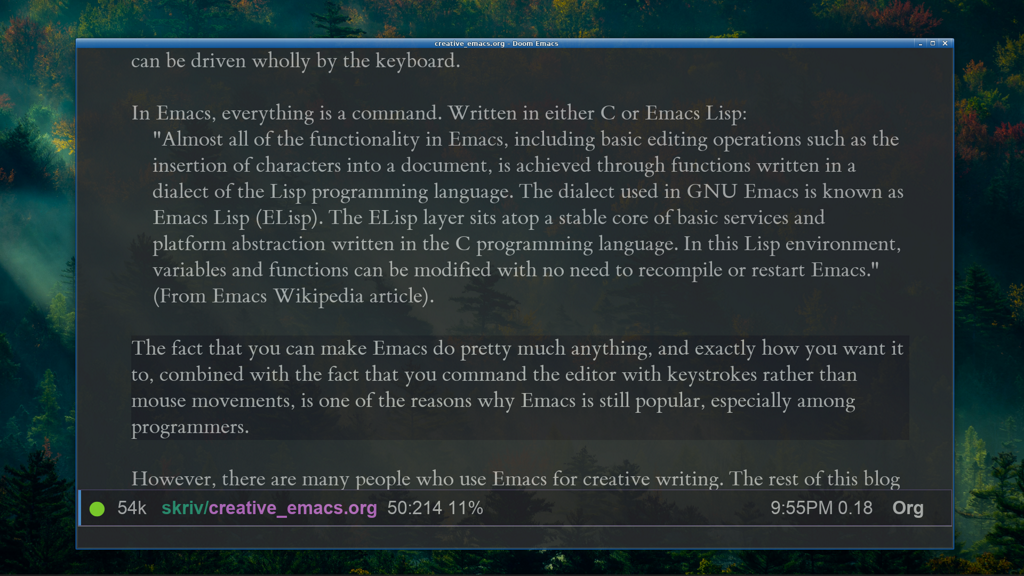 creative_emacs.org - Doom Emacs
can be driven wholly by the keyboard.
In Emacs, everything is a command. Written in either C or Emacs Lisp:
"Almost all of the functionality in Emacs, including basic editing operations such as the
insertion of characters into a document, is achieved through functions written in a
dialect of the Lisp programming language. The dialect used in GNU Emacs is known as
Emacs Lisp (ELisp). The ELisp layer sits atop a stable core of basic services and
platform abstraction written in the C programming language. In this Lisp environment,
variables and functions can be modified with no need to recompile or restart Emacs."
(From Emacs Wikipedia article).
The fact that you can make Emacs do pretty much anything, and exactly how you want it
to, combined with the fact that you command the editor with keystrokes rather than
mouse movements, is one of the reasons why Emacs is still popular, especially among
programmers.
However, there are many people who use Emacs for creative writing. The rest of this blog
54k skriv/creative_emacs.org 50:214 11% 9:55PM 0.18 Org